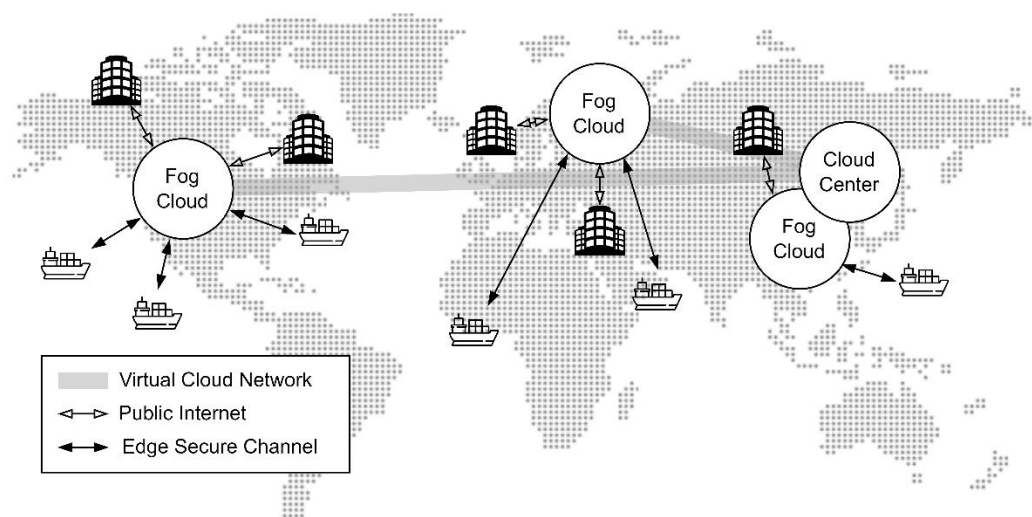 Fog
Cloud
Fog
Cloud
Cloud
Center
Fog
Cloud
Virtual Cloud Network
Public Internet
Edge Secure Channel